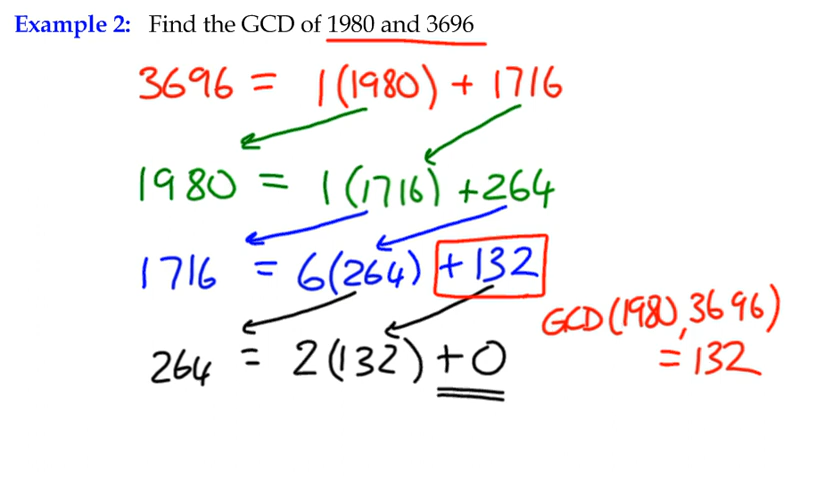 Example 2: Find the GCD of 1980 and 3696
3696 = 1(1980) + 1716
1980 = 1(1716) + 264
1716 = 6(264) + 132
264 = 2(132) + 0
GCD(1980, 3696)
= 132